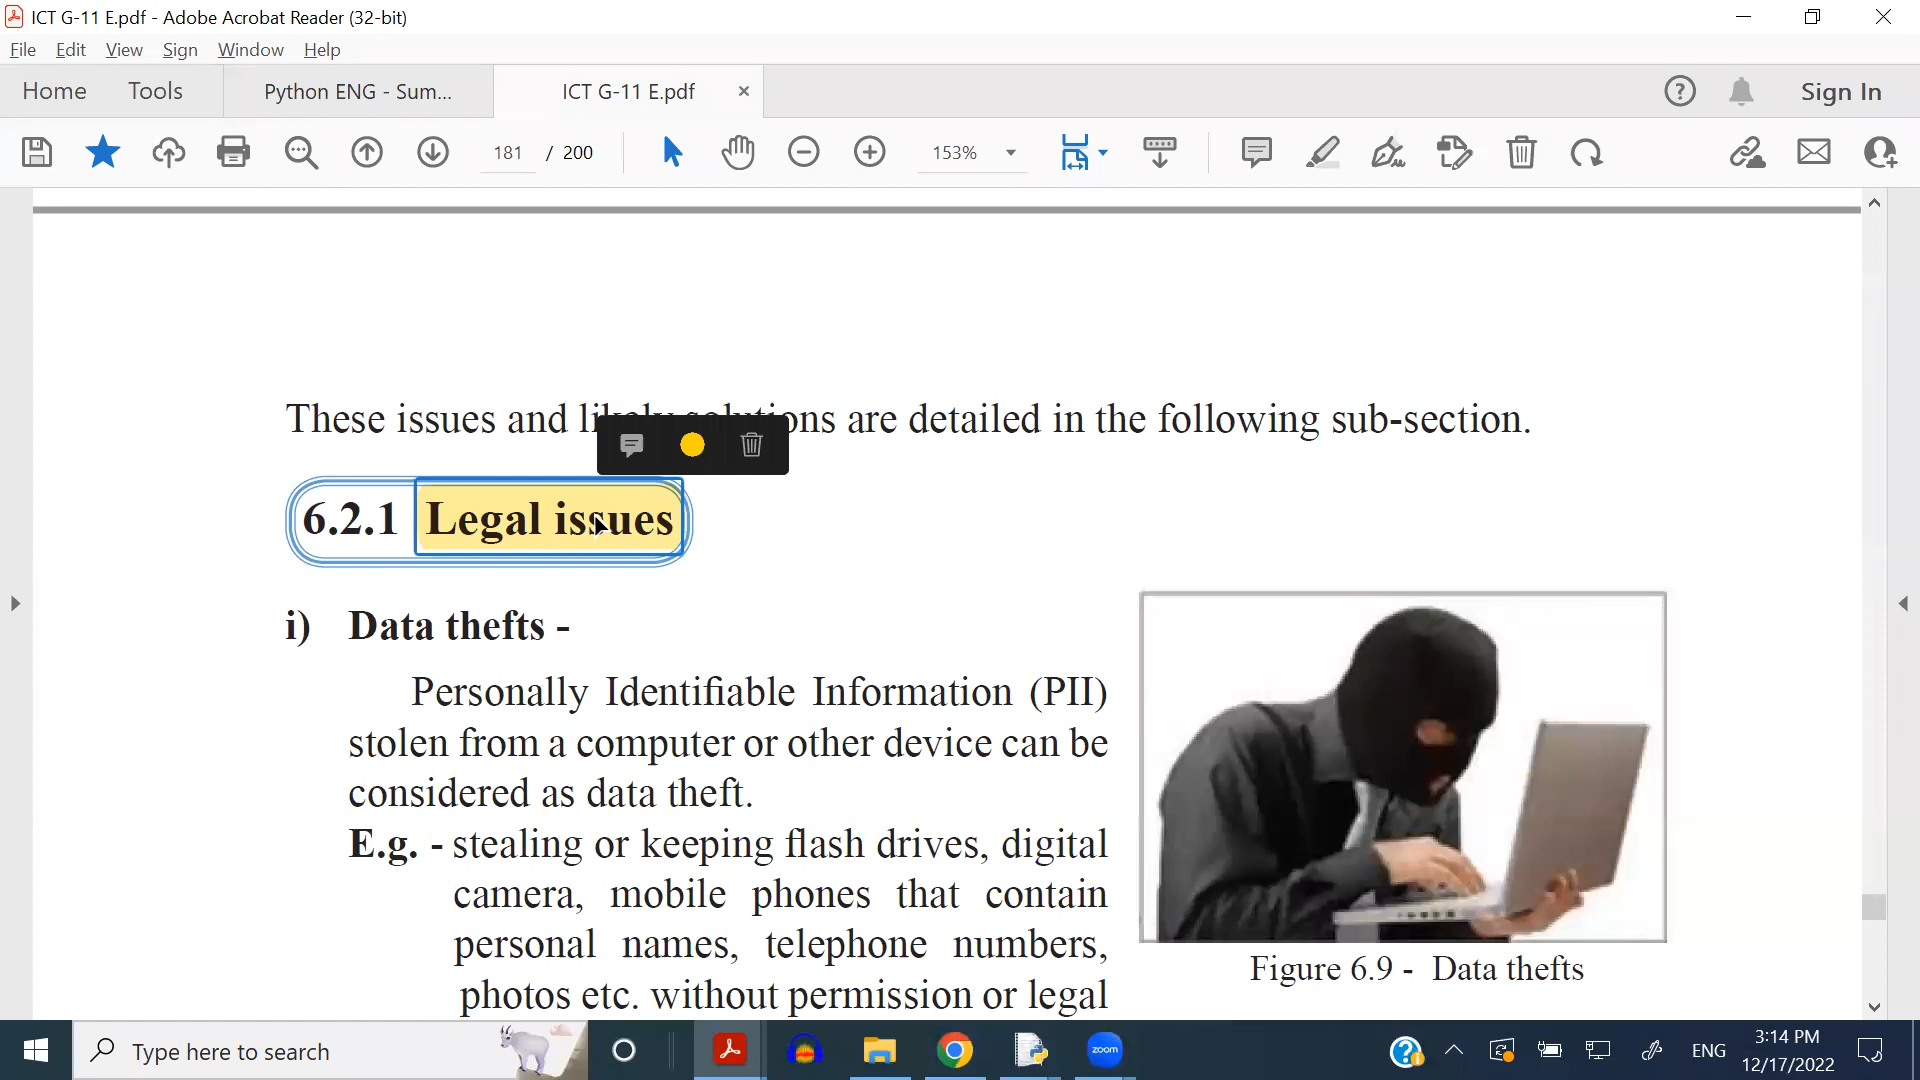 ICT G-11 E.pdf - Adobe Acrobat Reader (32-bit)
File Edit View Sign Window Help
Home Tools Python ENG - Sum... ICT G-11 E.pdf × Sign In
181 / 200 153%
These issues and likely solutions are detailed in the following sub-section.
6.2.1 Legal issues
i) Data thefts -
Personally Identifiable Information (PII)
stolen from a computer or other device can be
considered as data theft.
E.g. - stealing or keeping flash drives, digital
camera, mobile phones that contain
personal names, telephone numbers,
photos etc. without permission or legal
Figure 6.9 - Data thefts
Type here to search
zoom
ENG
3:14 PM
12/17/2022